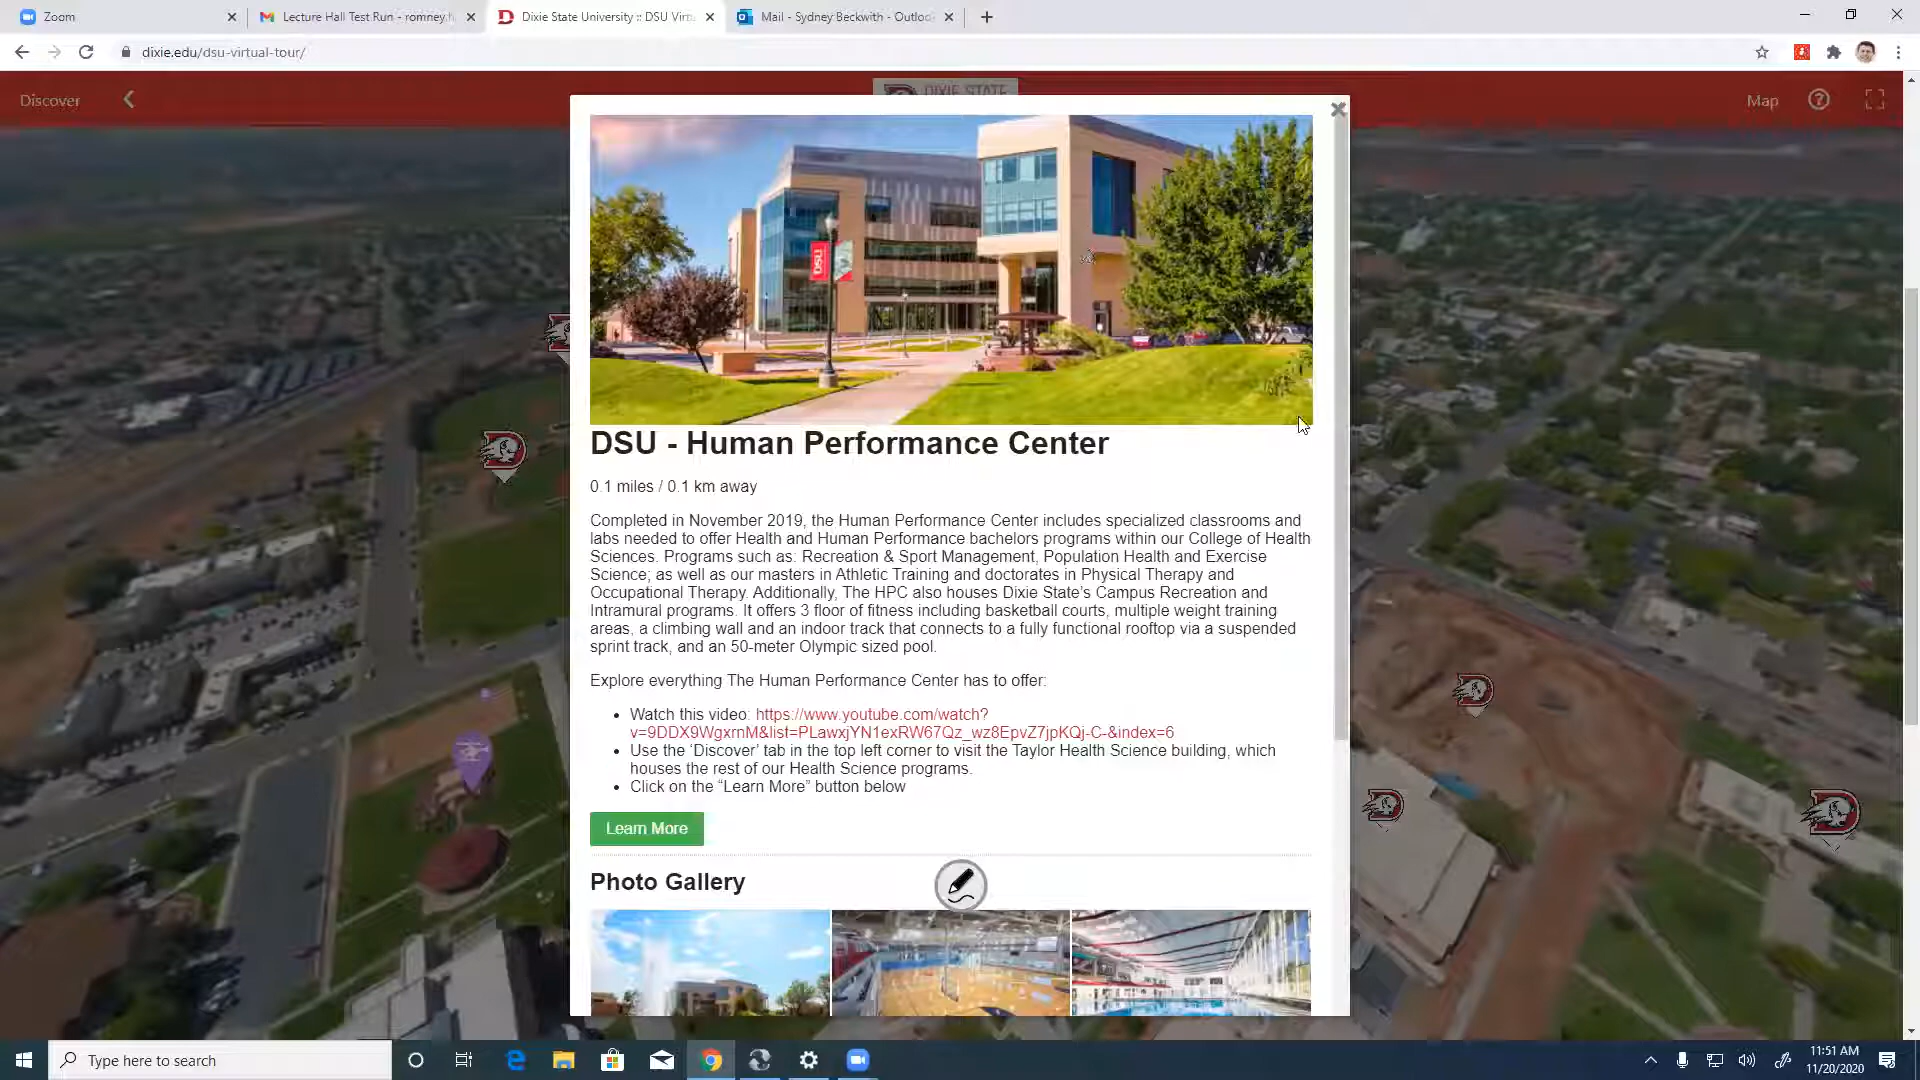 Zoom
Lecture Hall Test Run - romney.h
Dixie State University :: DSU Virtu
Mail - Sydney Beckwith - Outloo
dixie.edu/dsu-virtual-tour/
Discover
DIXIE STATE
Map
DSU
DSU - Human Performance Center
0.1 miles / 0.1 km away
Completed in November 2019, the Human Performance Center includes specialized classrooms and
labs needed to offer Health and Human Performance bachelors programs within our College of Health
Sciences. Programs such as: Recreation & Sport Management, Population Health and Exercise
Science; as well as our masters in Athletic Training and doctorates in Physical Therapy and
Occupational Therapy. Additionally, The HPC also houses Dixie State's Campus Recreation and
Intramural programs. It offers 3 floor of fitness including basketball courts, multiple weight training
areas, a climbing wall and an indoor track that connects to a fully functional rooftop via a suspended
sprint track, and an 50-meter Olympic sized pool.
Explore everything The Human Performance Center has to offer:
• Watch this video: https://www.youtube.com/watch?
v=9DDX9WgxrnM&list=PLawxjYN1exRW67Qz_wz8EpvZ7jpKQj-C-&index=6
• Use the ‘Discover’ tab in the top left corner to visit the Taylor Health Science building, which
houses the rest of our Health Science programs.
• Click on the “Learn More” button below
Learn More
Photo Gallery
Type here to search
11:51 AM
11/20/2020